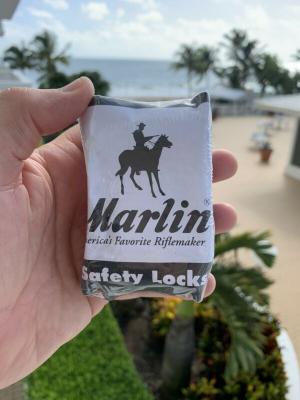 Marlin®
erica's Favorite Riflemaker
Safety Locks